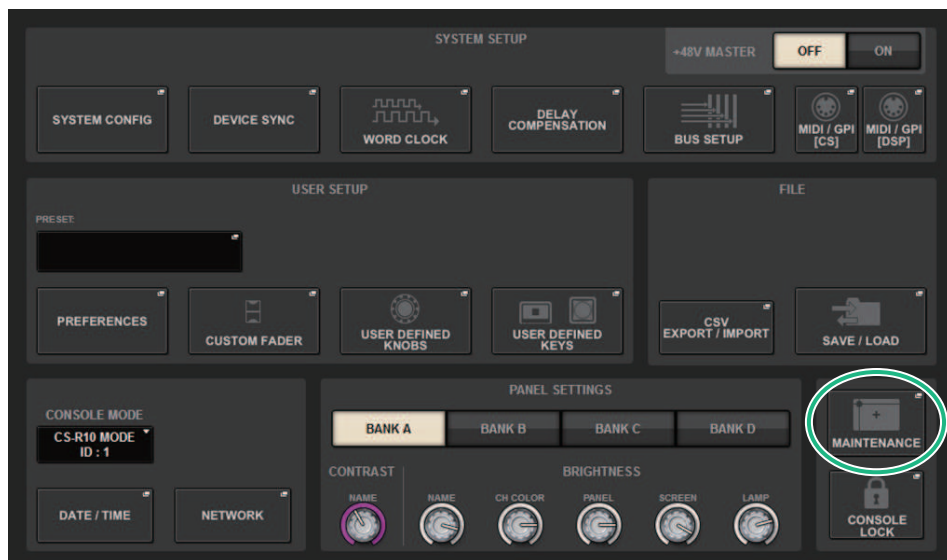 SYSTEM SETUP
+48V MASTER
OFF
ON
SYSTEM CONFIG
DEVICE SYNC
WORD CLOCK
DELAY
COMPENSATION
BUS SETUP
MIDI / GPI
[CS]
MIDI / GPI
[DSP]
USER SETUP
PRESET:
PREFERENCES
CUSTOM FADER
USER DEFINED
KNOBS
USER DEFINED
KEYS
FILE
CSV
EXPORT / IMPORT
SAVE / LOAD
CONSOLE MODE
CS-R10 MODE
ID : 1
DATE / TIME
NETWORK
PANEL SETTINGS
BANK A
BANK B
BANK C
BANK D
CONTRAST
BRIGHTNESS
NAME
NAME
CH COLOR
PANEL
SCREEN
LAMP
MAINTENANCE
CONSOLE
LOCK